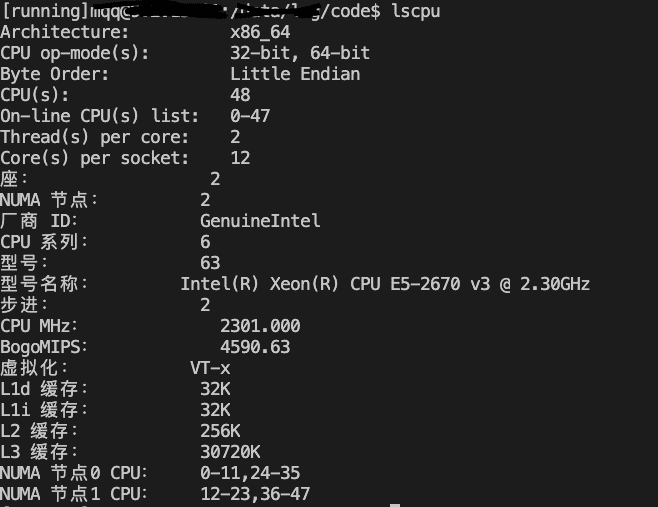 [running]mqq@:/data/log/code$ lscpu
Architecture: x86_64
CPU op-mode(s): 32-bit, 64-bit
Byte Order: Little Endian
CPU(s): 48
On-line CPU(s) list: 0-47
Thread(s) per core: 2
Core(s) per socket: 12
座: 2
NUMA 节点: 2
厂商 ID: GenuineIntel
CPU 系列: 6
型号: 63
型号名称: Intel(R) Xeon(R) CPU E5-2670 v3 @ 2.30GHz
步进: 2
CPU MHz: 2301.000
BogoMIPS: 4590.63
虚拟化: VT-x
L1d 缓存: 32K
L1i 缓存: 32K
L2 缓存: 256K
L3 缓存: 30720K
NUMA 节点0 CPU: 0-11,24-35
NUMA 节点1 CPU: 12-23,36-47